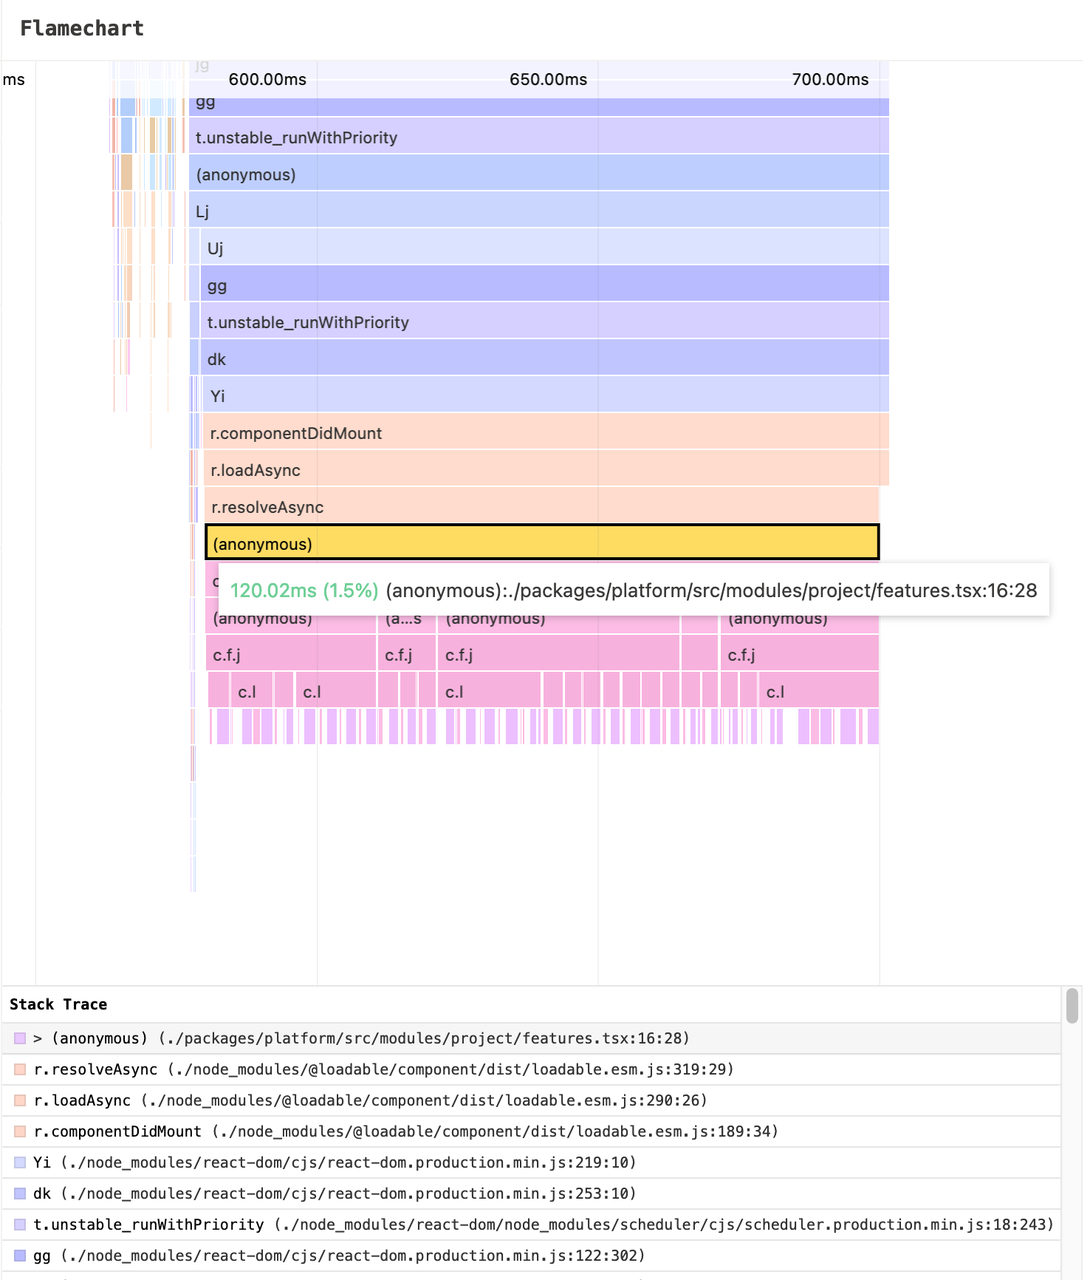 Flamechart
jg
ms 600.00ms 650.00ms 700.00ms
gg
t.unstable_runWithPriority
(anonymous)
Lj
Uj
gg
t.unstable_runWithPriority
dk
Yi
r.componentDidMount
r.loadAsync
r.resolveAsync
(anonymous)
120.02ms (1.5%) (anonymous):./packages/platform/src/modules/project/features.tsx:16:28
(anonymous) (a...s (anonymous) (anonymous)
c.f.j c.f.j c.f.j c.f.j
c.l c.l c.l c.l
Stack Trace
> (anonymous) (./packages/platform/src/modules/project/features.tsx:16:28)
r.resolveAsync (./node_modules/@loadable/component/dist/loadable.esm.js:319:29)
r.loadAsync (./node_modules/@loadable/component/dist/loadable.esm.js:290:26)
r.componentDidMount (./node_modules/@loadable/component/dist/loadable.esm.js:189:34)
Yi (./node_modules/react-dom/cjs/react-dom.production.min.js:219:10)
dk (./node_modules/react-dom/cjs/react-dom.production.min.js:253:10)
t.unstable_runWithPriority (./node_modules/react-dom/node_modules/scheduler/cjs/scheduler.production.min.js:18:243)
gg (./node_modules/react-dom/cjs/react-dom.production.min.js:122:302)